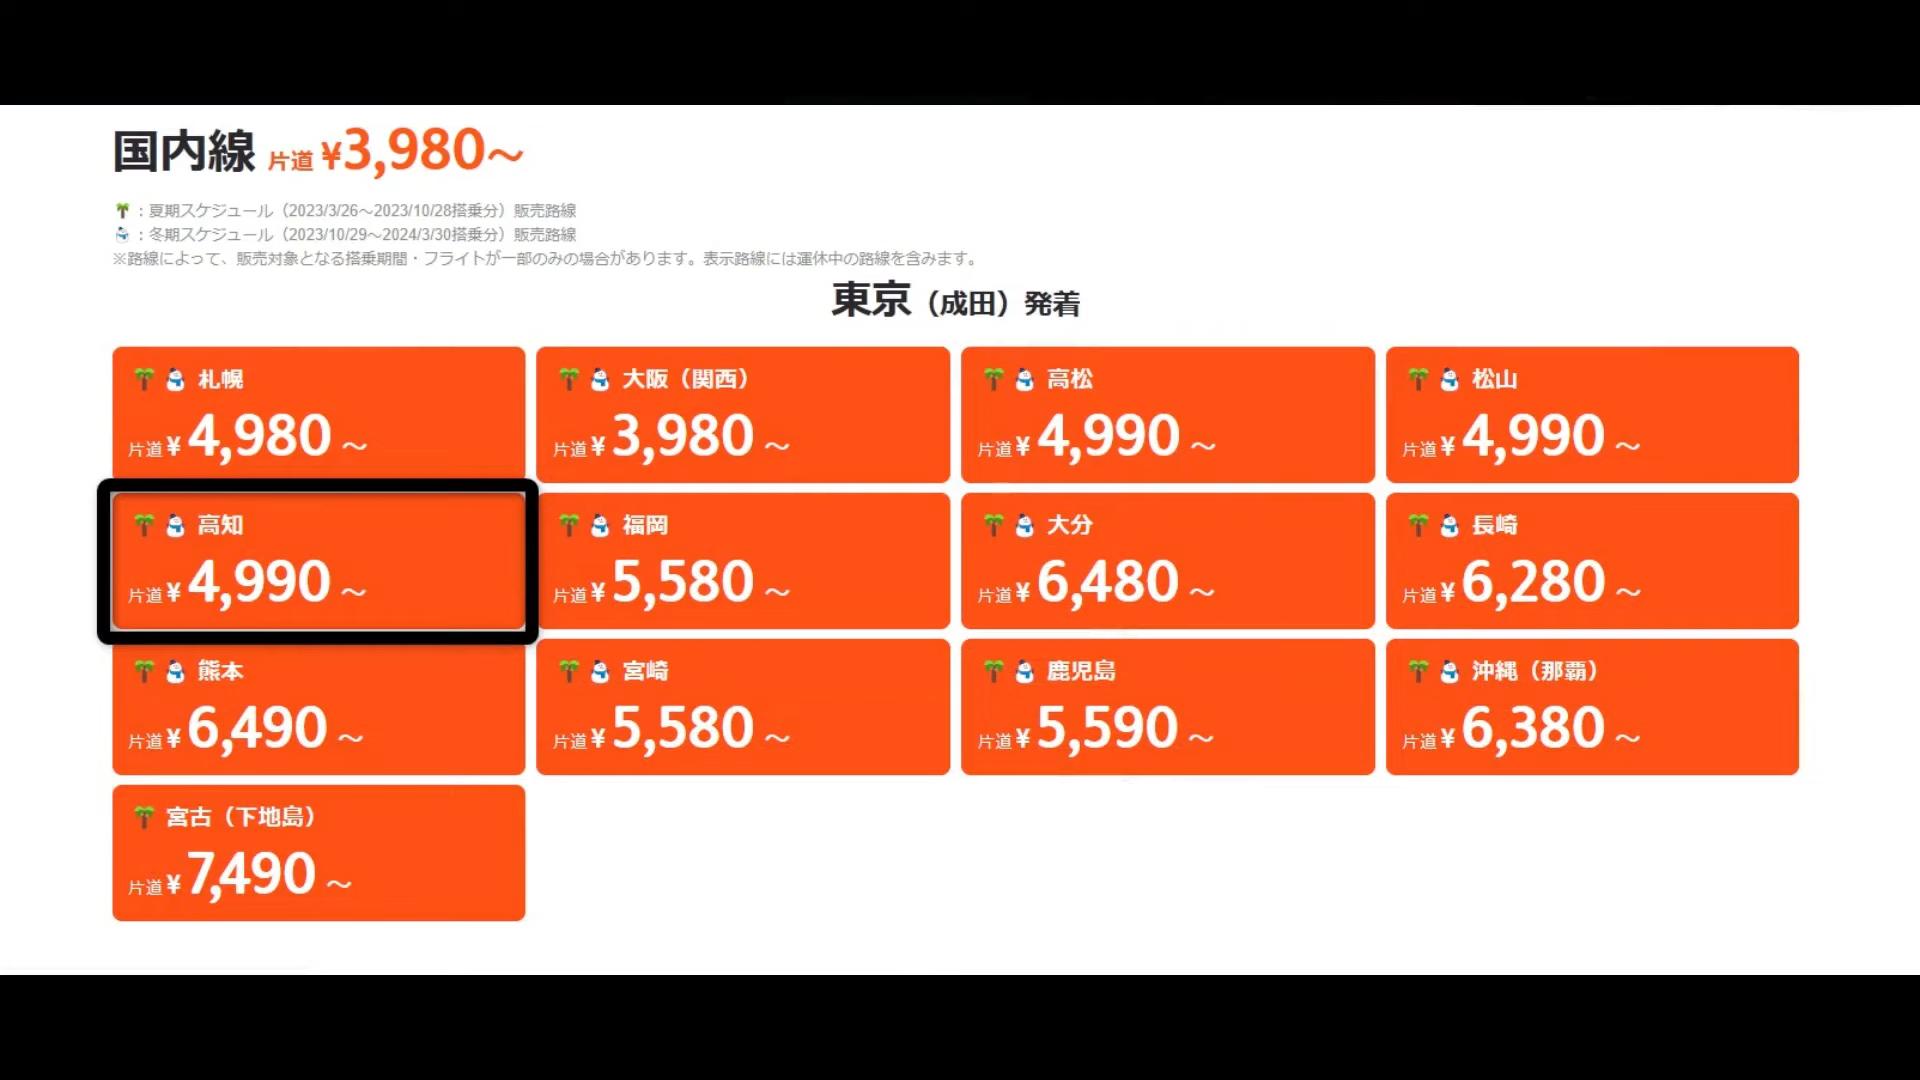 国内線 片道 ¥3,980～
：夏期スケジュール（2023/3/26～2023/10/28搭乗分）販売路線
：冬期スケジュール（2023/10/29～2024/3/30搭乗分）販売路線
※路線によって、販売対象となる搭乗期間・フライトが一部のみの場合があります。表示路線には運休中の路線を含みます。
東京（成田）発着
札幌
片道 ¥ 4,980 ～
大阪（関西）
片道 ¥ 3,980 ～
高松
片道 ¥ 4,990 ～
松山
片道 ¥ 4,990 ～
高知
片道 ¥ 4,990 ～
福岡
片道 ¥ 5,580 ～
大分
片道 ¥ 6,480 ～
長崎
片道 ¥ 6,280 ～
熊本
片道 ¥ 6,490 ～
宮崎
片道 ¥ 5,580 ～
鹿児島
片道 ¥ 5,590 ～
沖縄（那覇）
片道 ¥ 6,380 ～
宮古（下地島）
片道 ¥ 7,490 ～